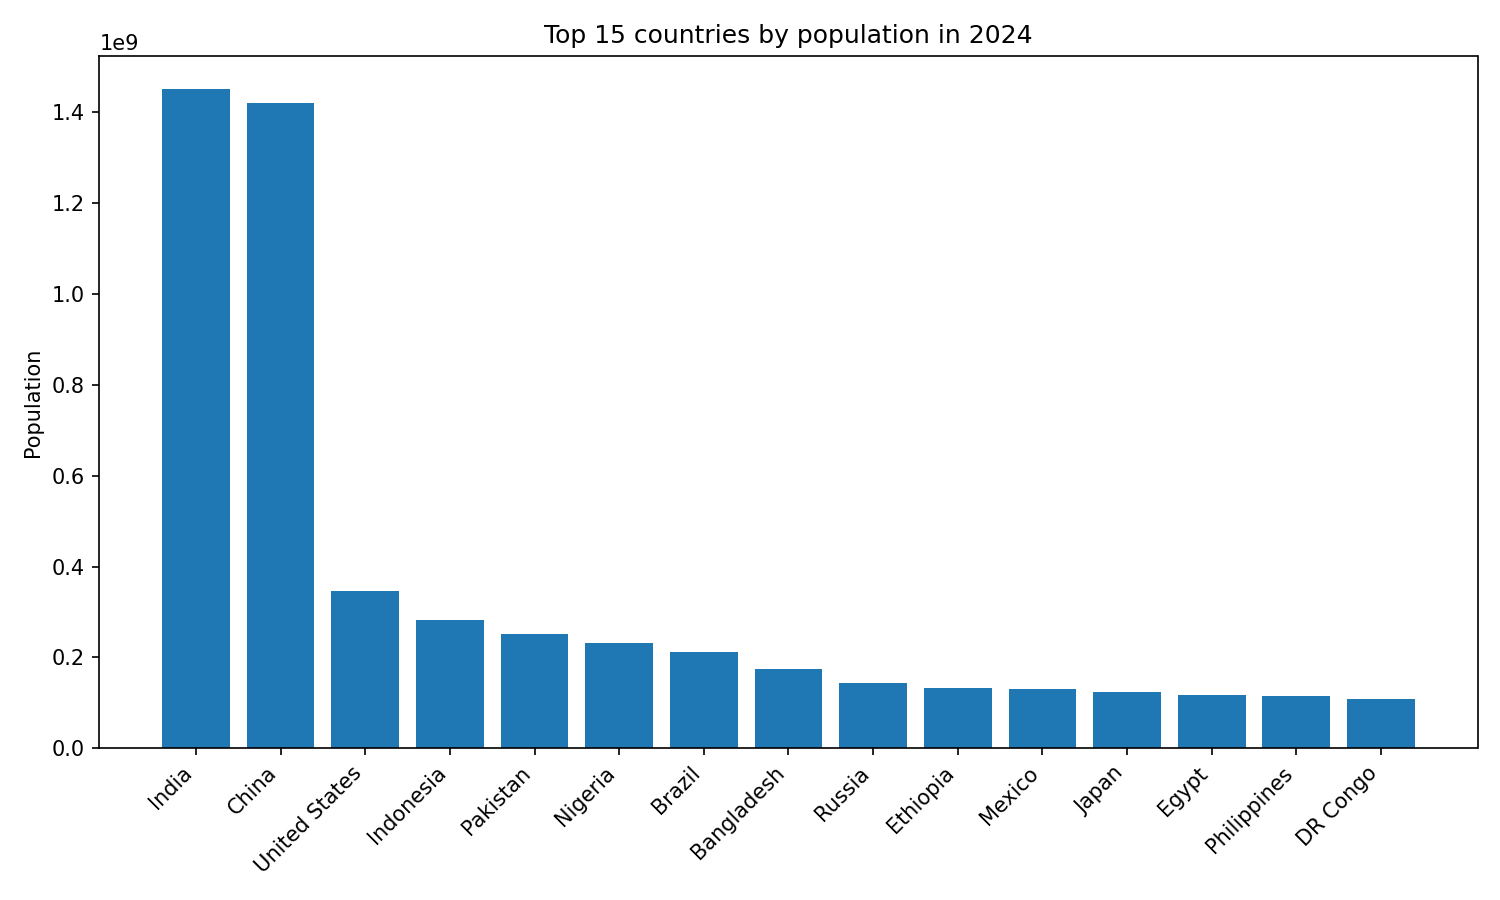 Top 15 countries by population in 2024
1e9
Population
1.4
1.2
1.0
0.8
0.6
0.4
0.2
0.0
India
China
United States
Indonesia
Pakistan
Nigeria
Brazil
Bangladesh
Russia
Ethiopia
Mexico
Japan
Egypt
Philippines
DR Congo